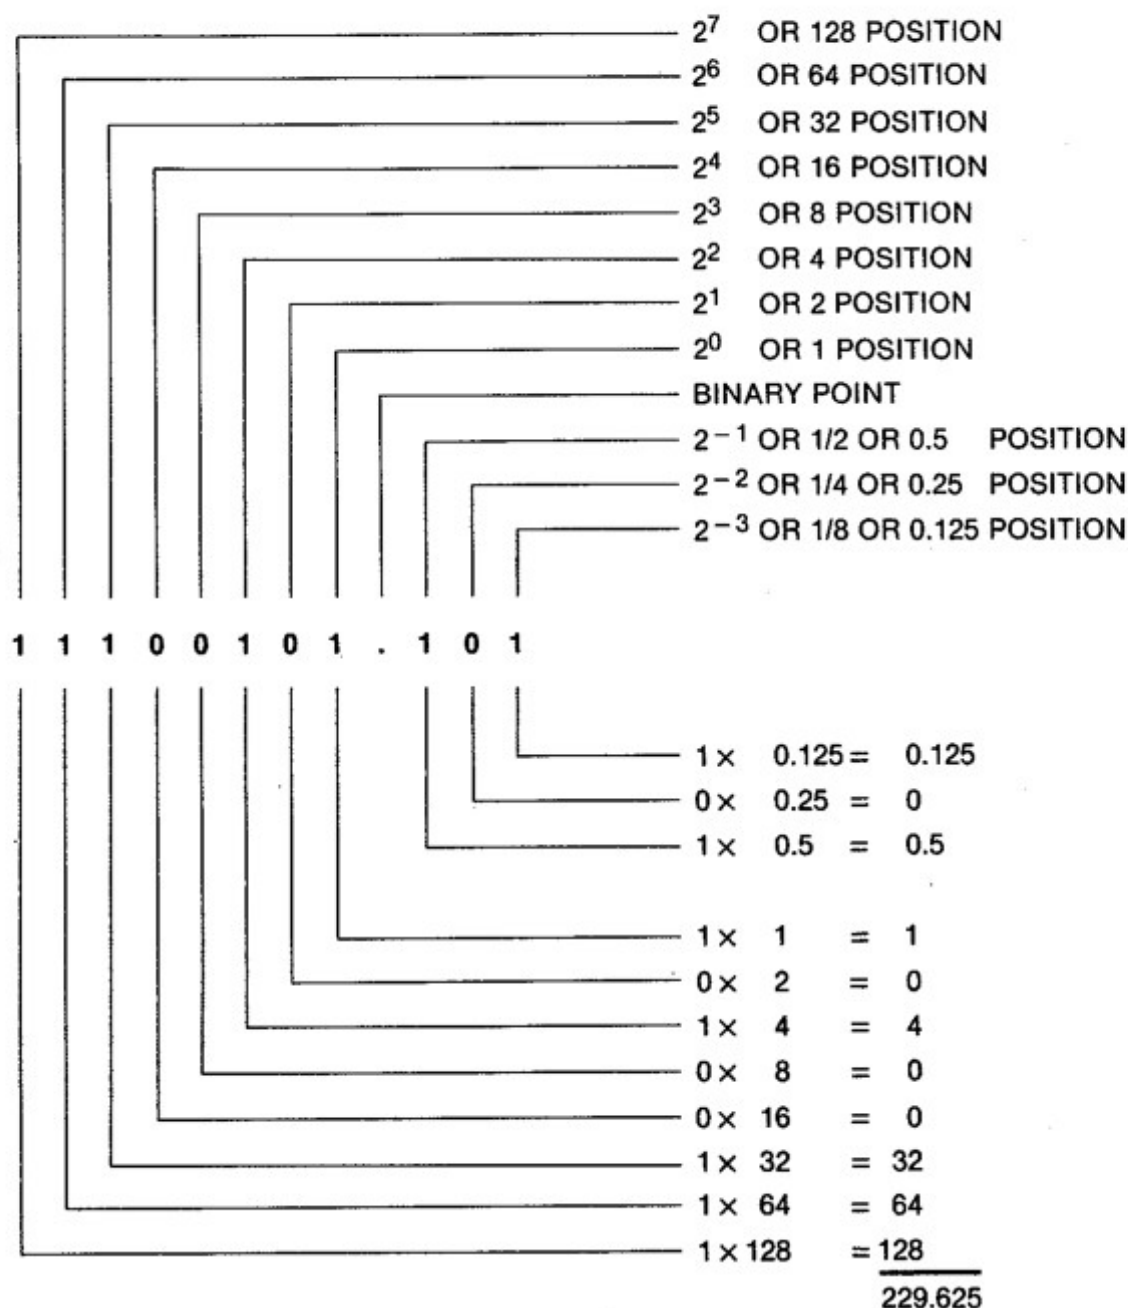 2⁷ OR 128 POSITION
2⁶ OR 64 POSITION
2⁵ OR 32 POSITION
2⁴ OR 16 POSITION
2³ OR 8 POSITION
2² OR 4 POSITION
2¹ OR 2 POSITION
2⁰ OR 1 POSITION
BINARY POINT
2⁻¹ OR 1/2 OR 0.5 POSITION
2⁻² OR 1/4 OR 0.25 POSITION
2⁻³ OR 1/8 OR 0.125 POSITION
1 1 1 0 0 1 0 1 . 1 0 1
1 × 0.125 = 0.125
0 × 0.25 = 0
1 × 0.5 = 0.5
1 × 1 = 1
0 × 2 = 0
1 × 4 = 4
0 × 8 = 0
0 × 16 = 0
1 × 32 = 32
1 × 64 = 64
1 × 128 = 128
229.625